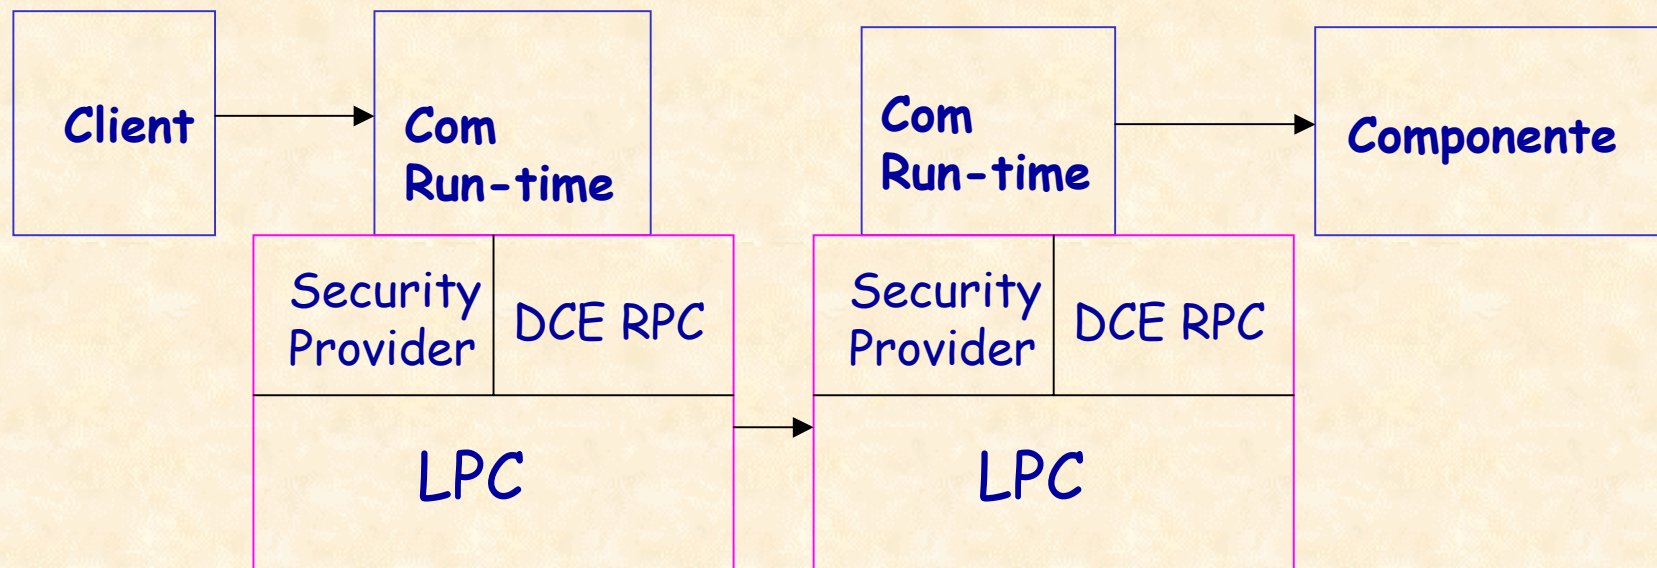 Client
Com
Run-time
Com
Run-time
Componente
Security
Provider
DCE RPC
Security
Provider
DCE RPC
LPC
LPC